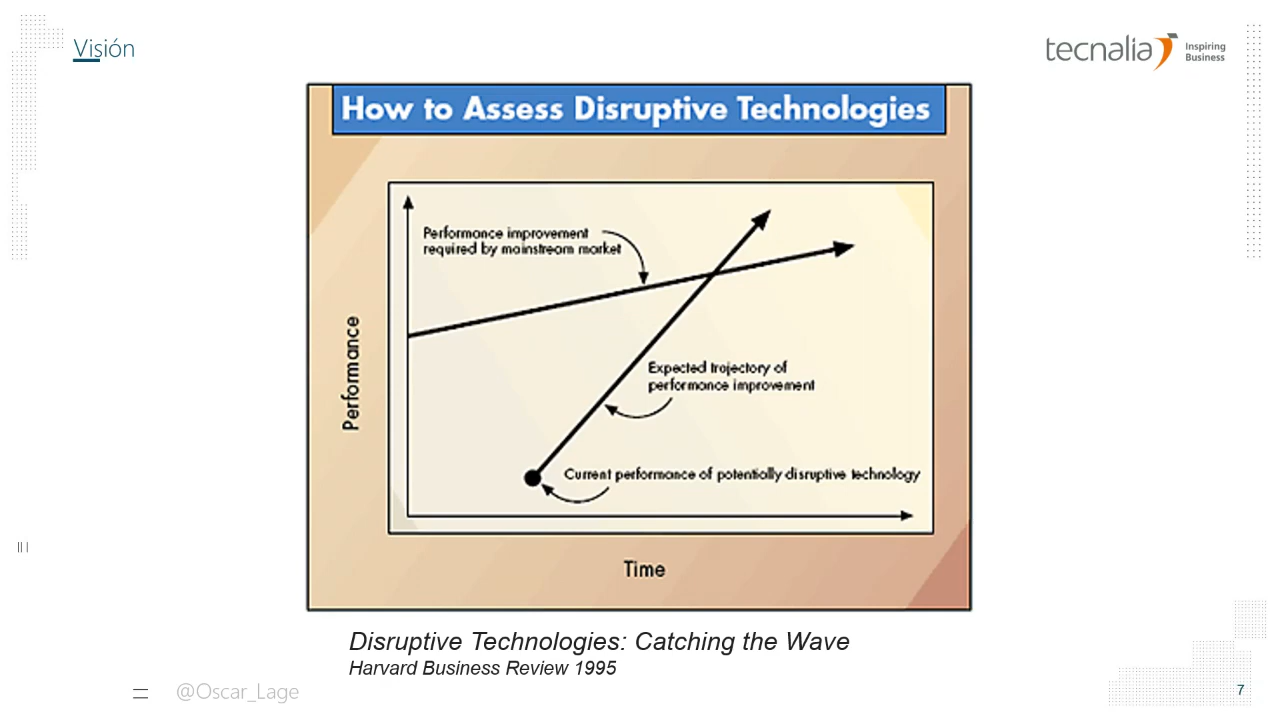 Visión
tecnalia
Inspiring
Business
How to Assess Disruptive Technologies
Performance improvement
required by mainstream market
Expected trajectory of
performance improvement
Current performance of potentially disruptive technology
Performance
Time
Disruptive Technologies: Catching the Wave
Harvard Business Review 1995
@Oscar_Lage
7